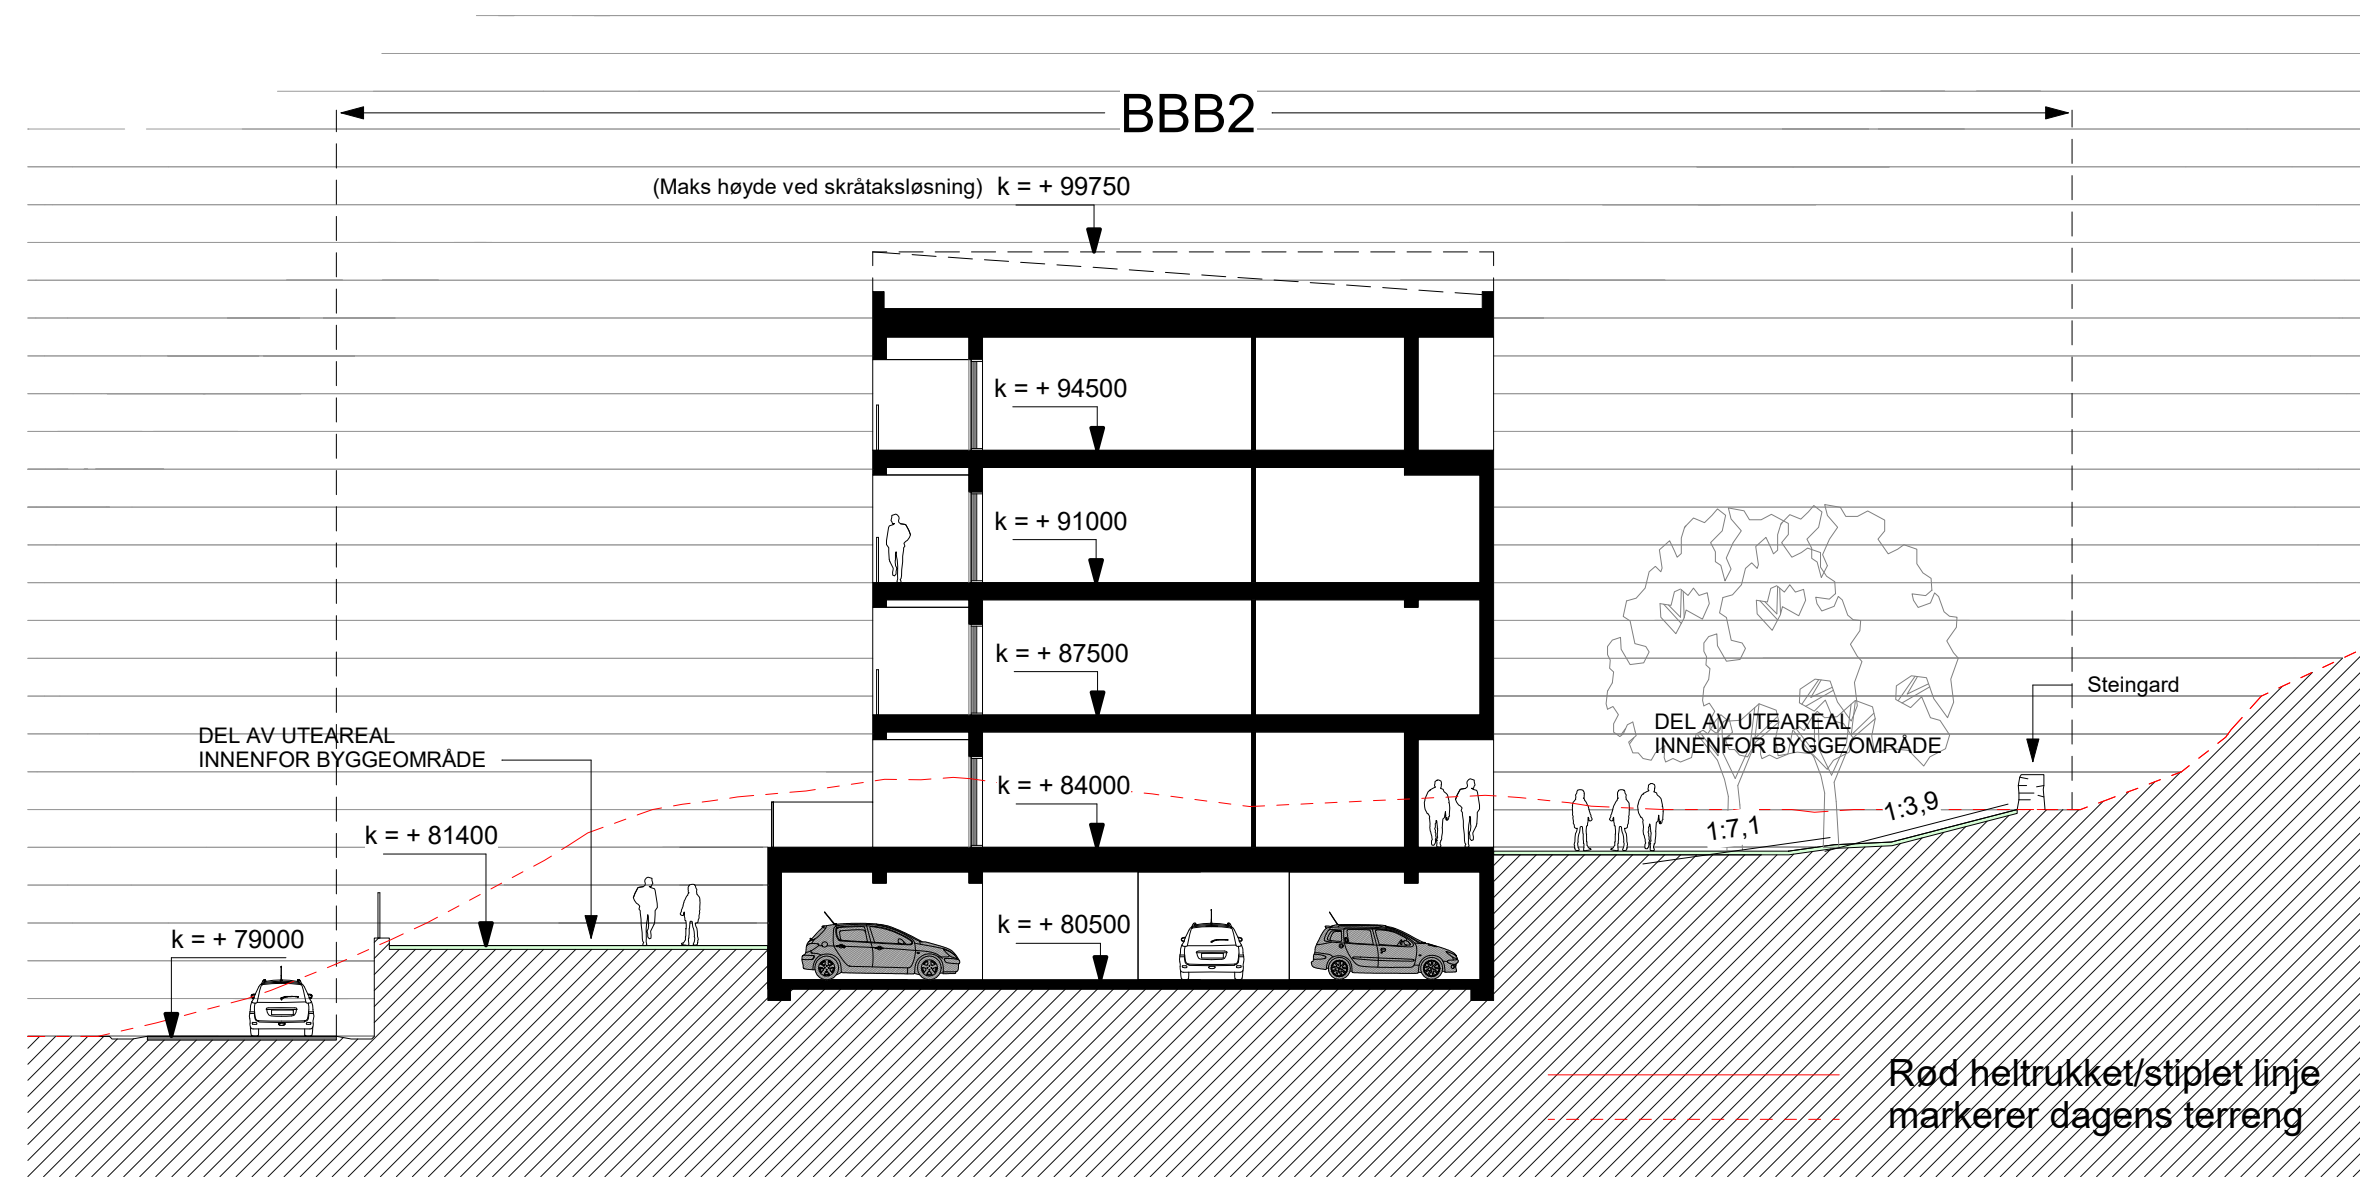 BBB2
(Maks høyde ved skråtaksløsning) k = + 99750
k = + 94500
k = + 91000
k = + 87500
Steingard
DEL AV UTEAREAL
INNENFOR BYGGEOMRÅDE
DEL AV UTEAREAL
INNENFOR BYGGEOMRÅDE
k = + 84000
1:3,9
1:7,1
k = + 81400
k = + 80500
k = + 79000
Rød heltrukket/stiplet linje
markerer dagens terreng